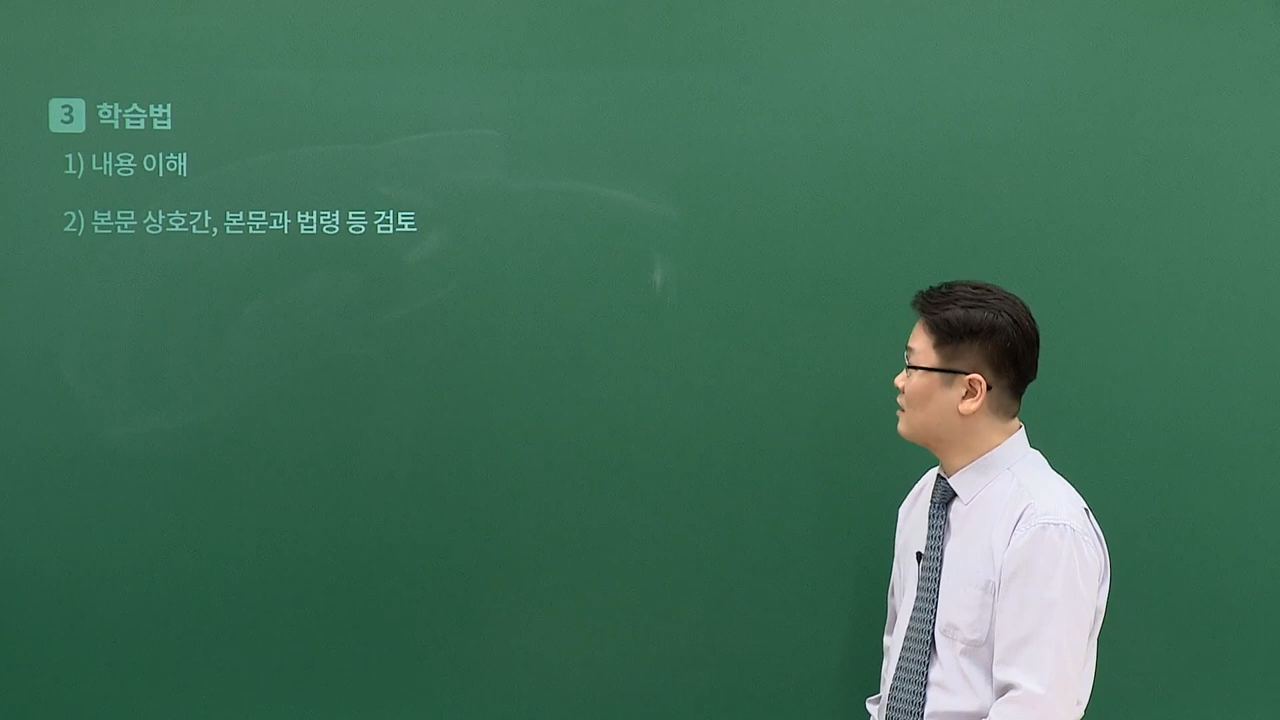 3 학습법
1) 내용 이해
2) 본문 상호간, 본문과 법령 등 검토